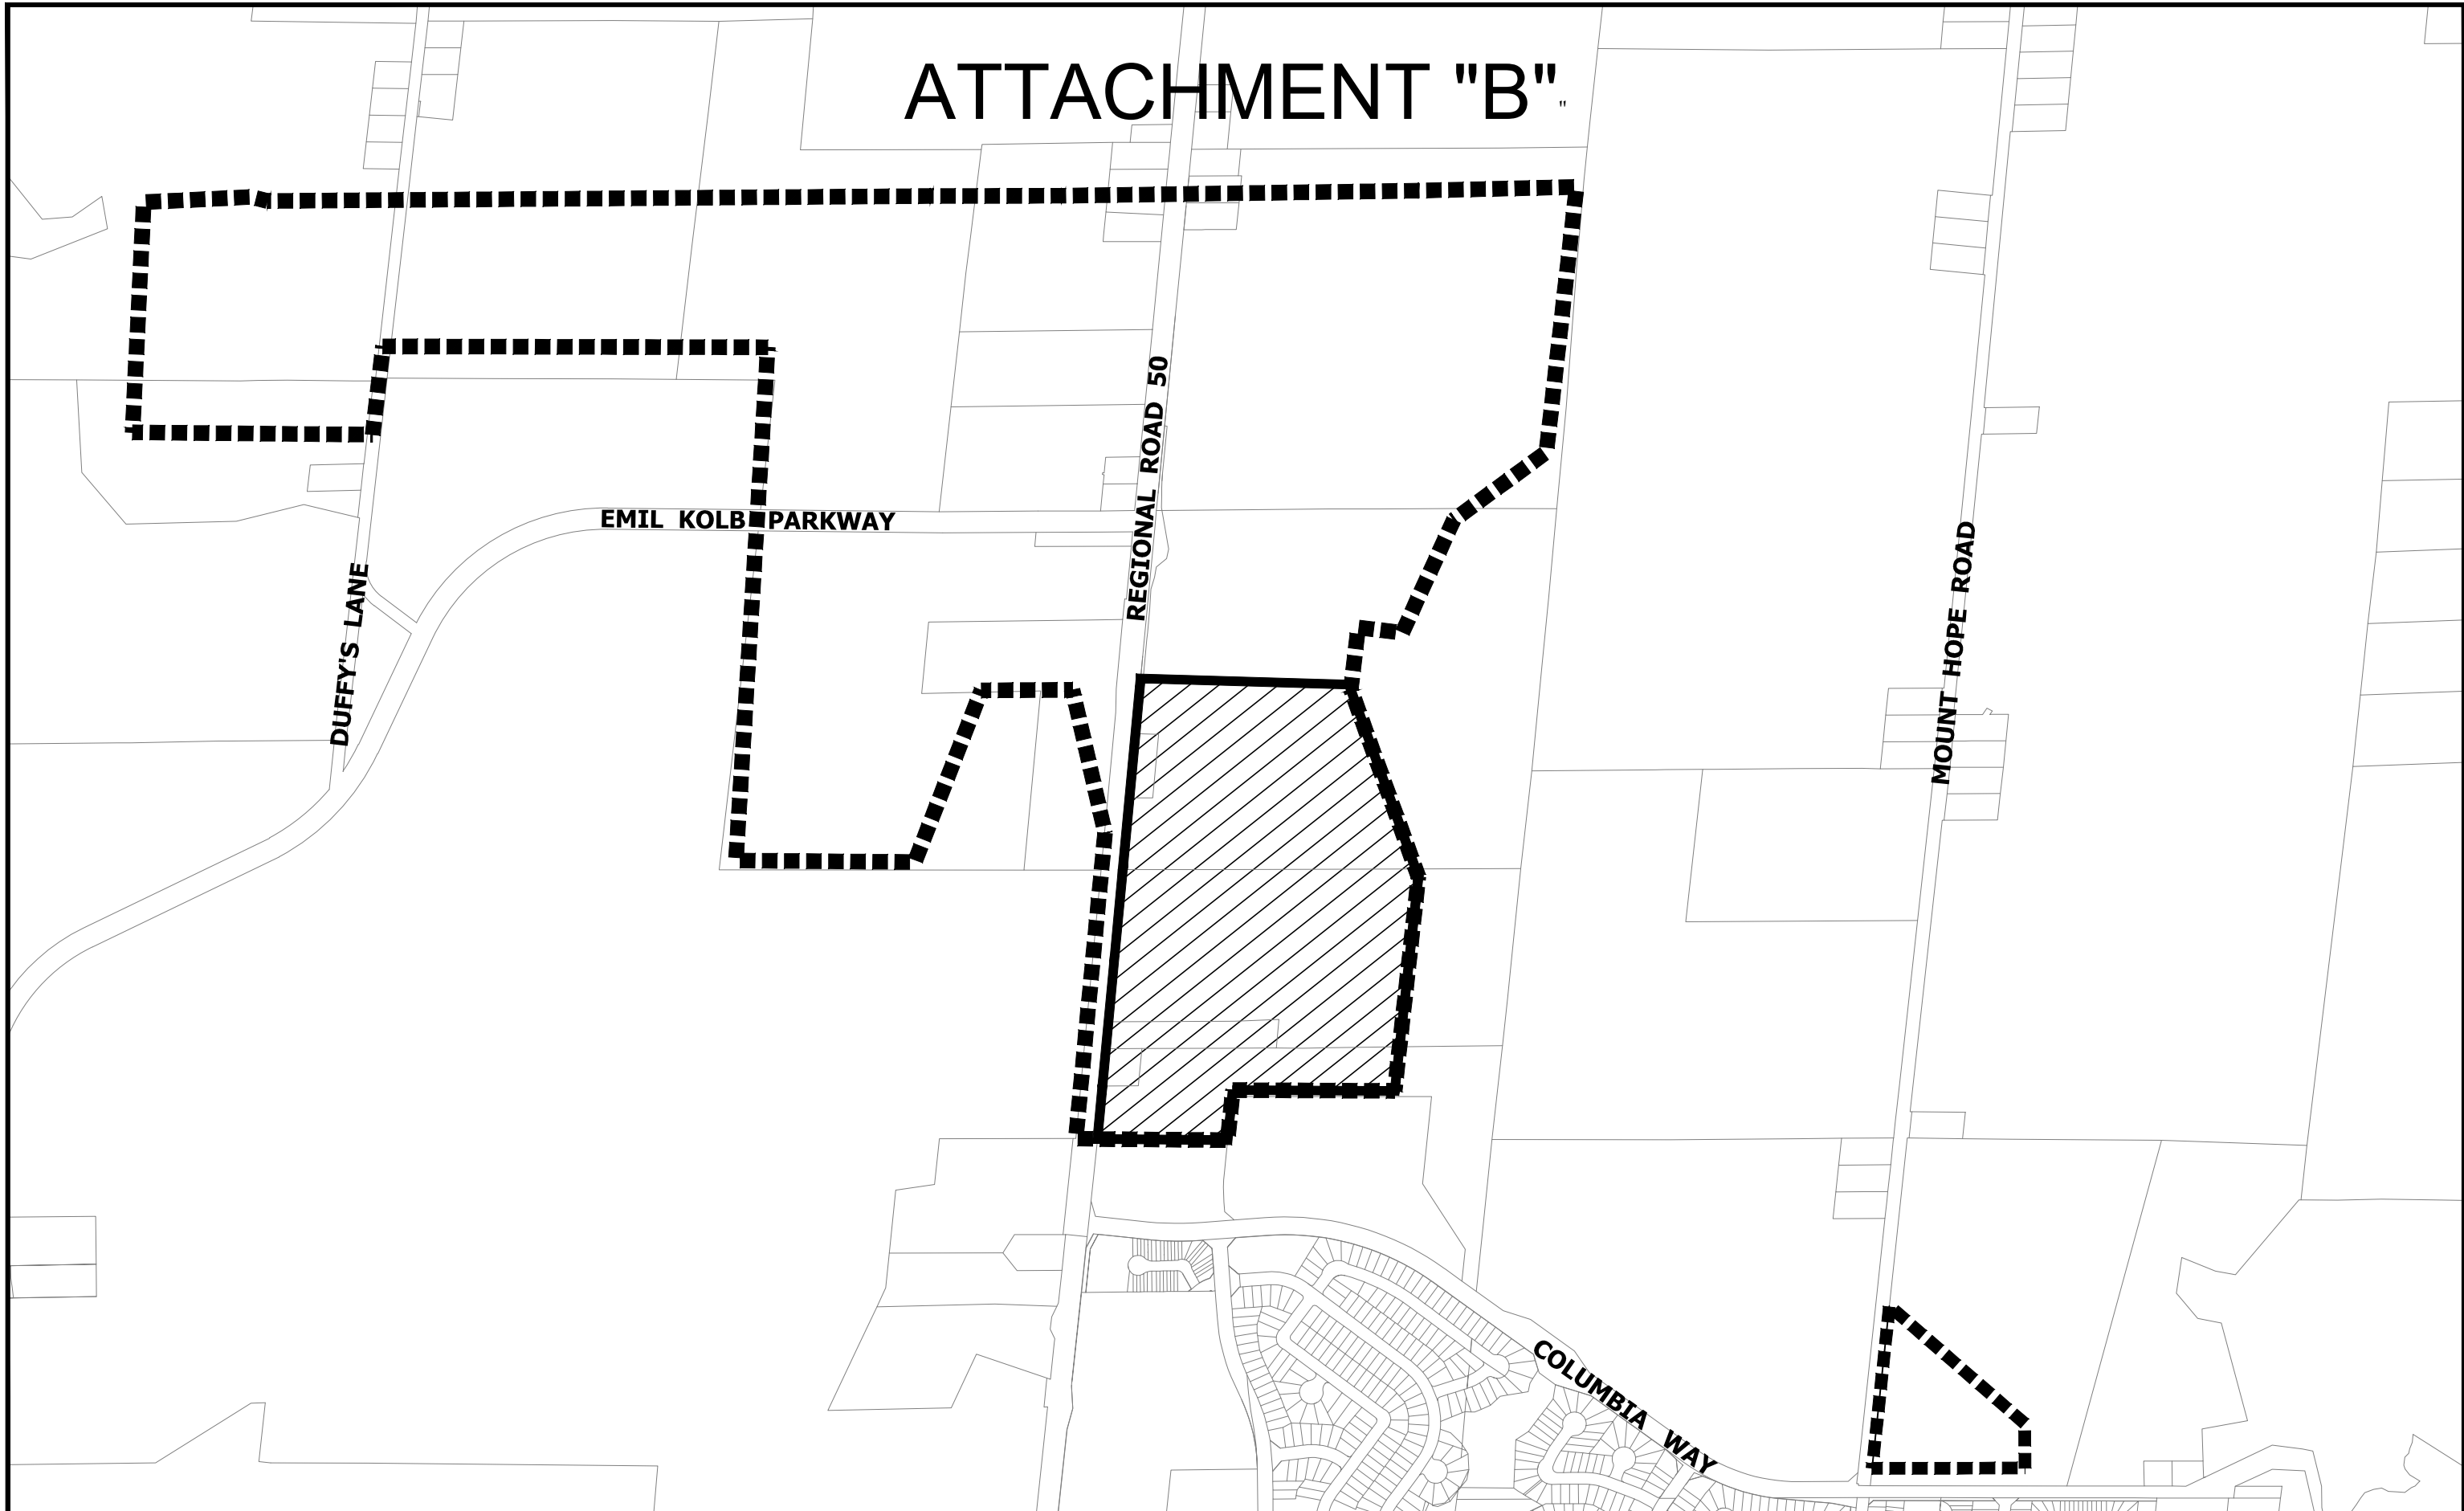 ATTACHMENT "B""
REGIONAL ROAD 50
EMIL KOLB PARKWAY
DUFFY'S LANE
MOUNT HOPE ROAD
COLUMBIA WAY